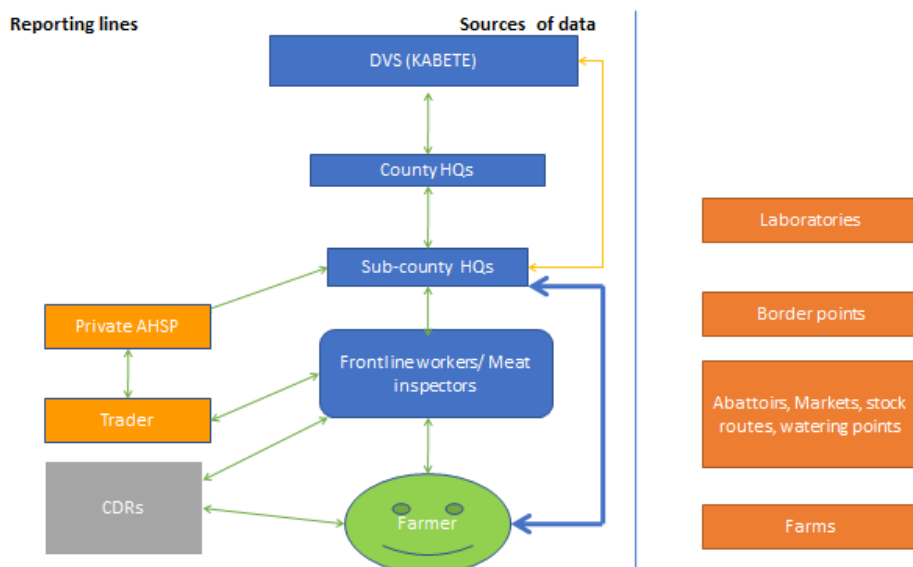 Reporting lines
Sources of data
DVS (KABETE)
County HQs
Sub-county HQs
Private AHSP
Frontline workers/ Meat
inspectors
Trader
CDRs
Farmer
Laboratories
Border points
Abattoirs, Markets, stock
routes, watering points
Farms